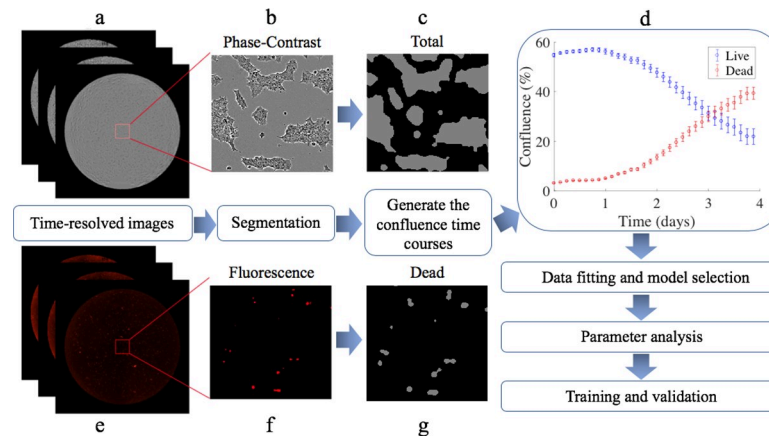 a
b
c
d
Phase-Contrast
Total
60
40
20
0
Confluence (%)
Live
Dead
0
1
2
3
4
Time (days)
Time-resolved images
Segmentation
Generate the
confluence time
courses
Fluorescence
Dead
Data fitting and model selection
Parameter analysis
Training and validation
e
f
g